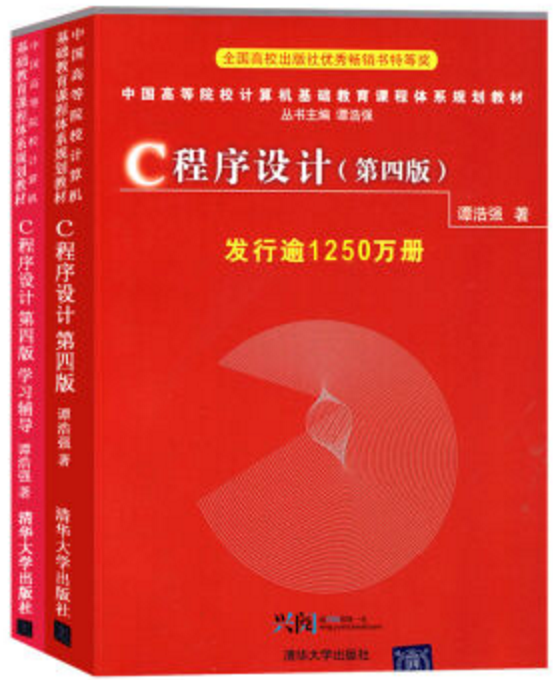 中国高等院校计算机
基础教育课程体系规划教材
C程序设计 第四版 学习辅导
谭浩强 著
清华大学出版社
中国高等院校计算机
基础教育课程体系规划教材
C程序设计 第四版
谭浩强 著
清华大学出版社
全国高校出版社优秀畅销书特等奖
中国高等院校计算机基础教育课程体系规划教材
丛书主编 谭浩强
C程序设计(第四版)
谭浩强 著
发行逾1250万册
兴阅
清华大学出版社